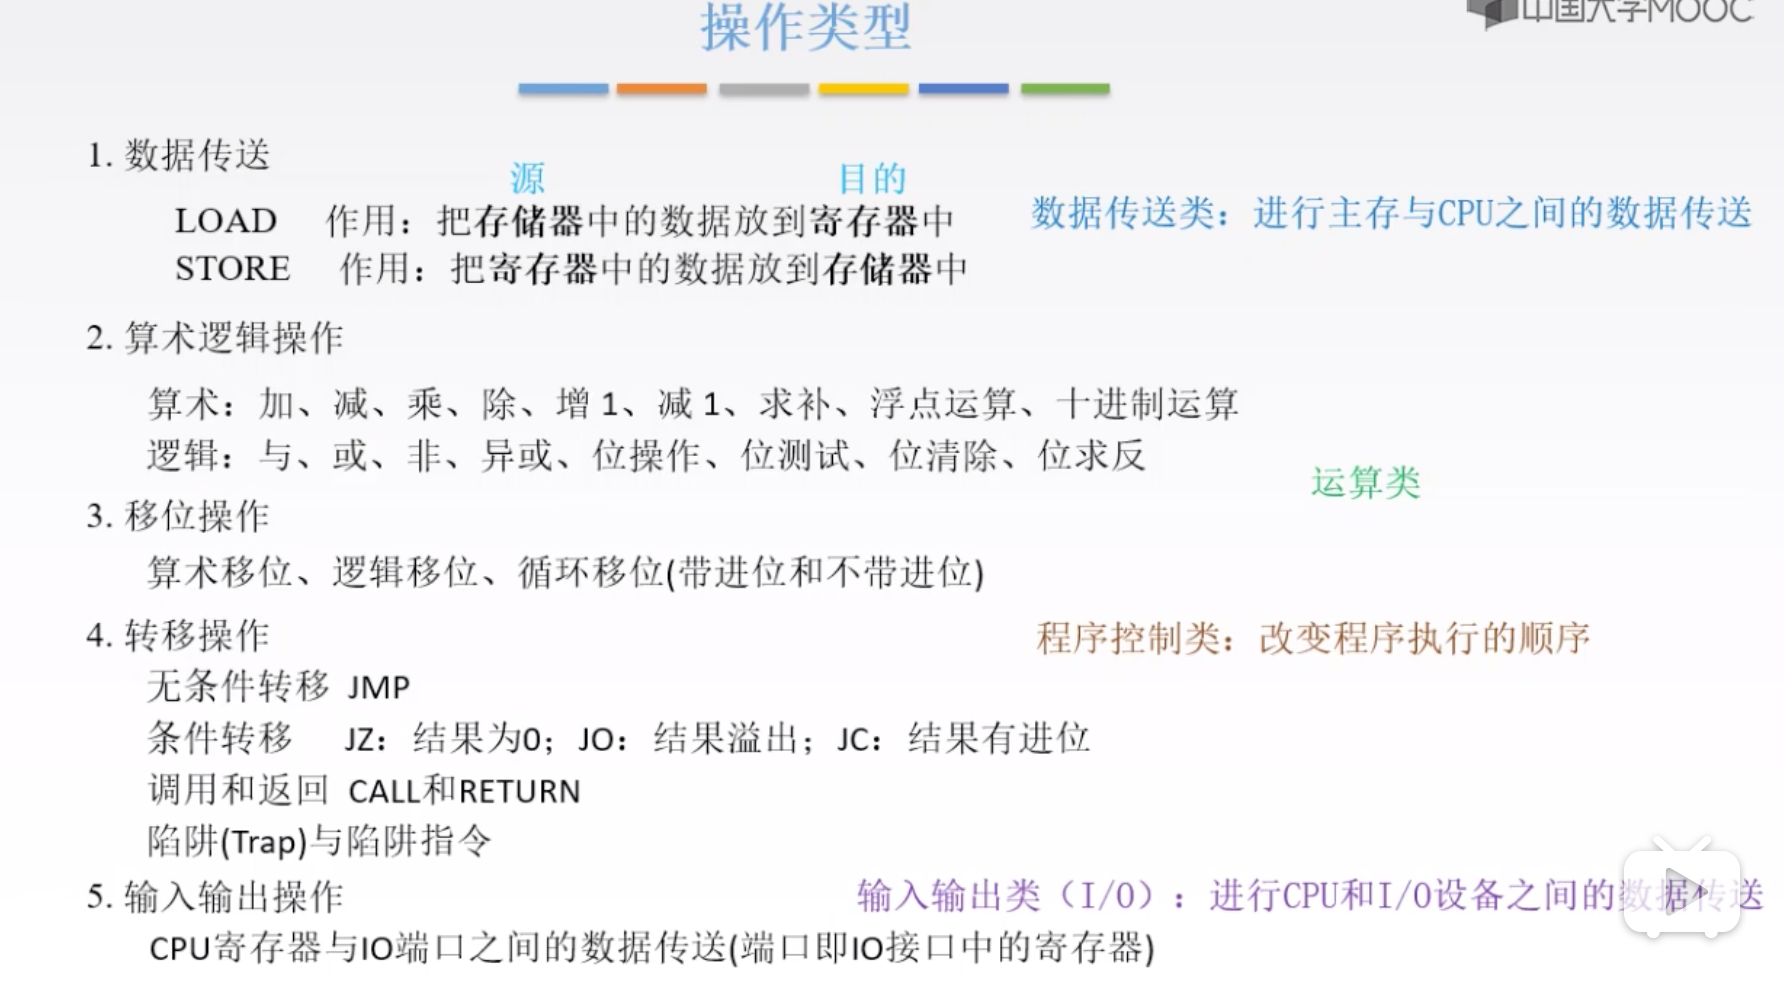 操作类型
中国大学MOOC
1. 数据传送
源 目的
LOAD 作用：把存储器中的数据放到寄存器中
数据传送类：进行主存与CPU之间的数据传送
STORE 作用：把寄存器中的数据放到存储器中
2. 算术逻辑操作
算术：加、减、乘、除、增 1、减 1、求补、浮点运算、十进制运算
逻辑：与、或、非、异或、位操作、位测试、位清除、位求反
运算类
3. 移位操作
算术移位、逻辑移位、循环移位(带进位和不带进位)
4. 转移操作
程序控制类：改变程序执行的顺序
无条件转移 JMP
条件转移 JZ：结果为0；JO：结果溢出；JC：结果有进位
调用和返回 CALL和RETURN
陷阱(Trap)与陷阱指令
5. 输入输出操作
输入输出类（I/O）：进行CPU和I/O设备之间的数据传送
CPU寄存器与IO端口之间的数据传送(端口即IO接口中的寄存器)